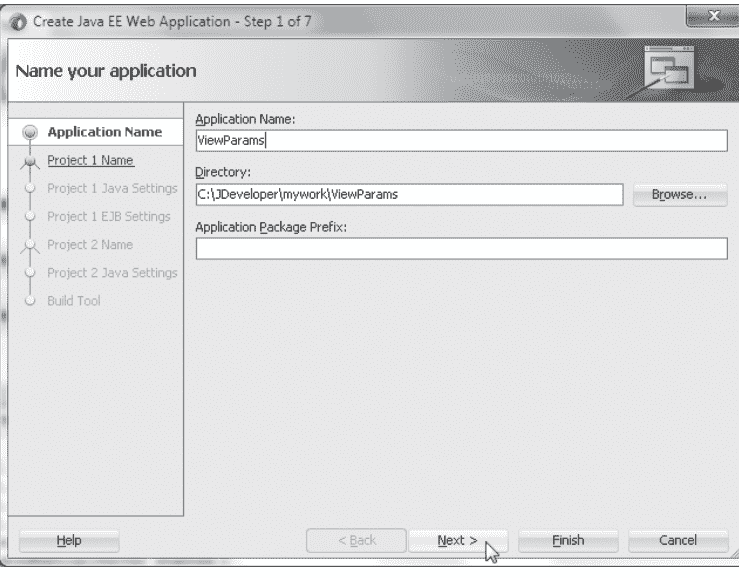 Create Java EE Web Application - Step 1 of 7
Name your application
Application Name
Project 1 Name
Project 1 Java Settings
Project 1 EJB Settings
Project 2 Name
Project 2 Java Settings
Build Tool
Application Name:
ViewParams
Directory:
C:\JDeveloper\mywork\ViewParams
Browse...
Application Package Prefix:
Help
< Back
Next >
Finish
Cancel